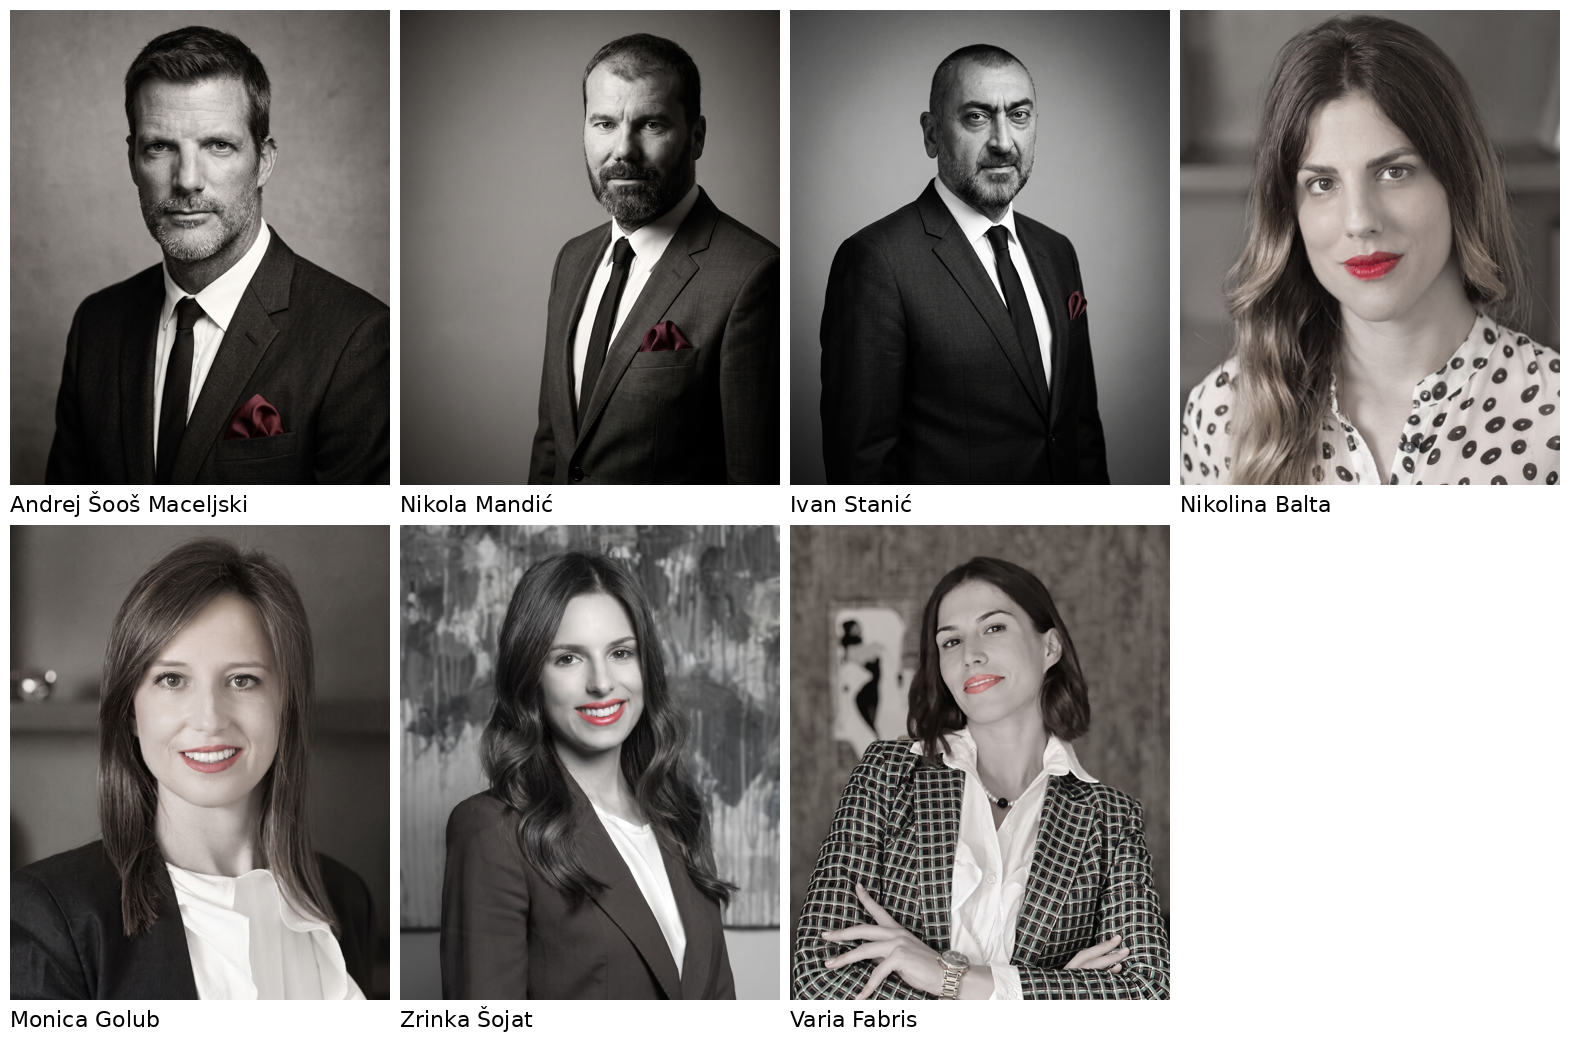 Andrej Šooš Maceljski
Nikola Mandić
Ivan Stanić
Nikolina Balta
Monica Golub
Zrinka Šojat
Varia Fabris